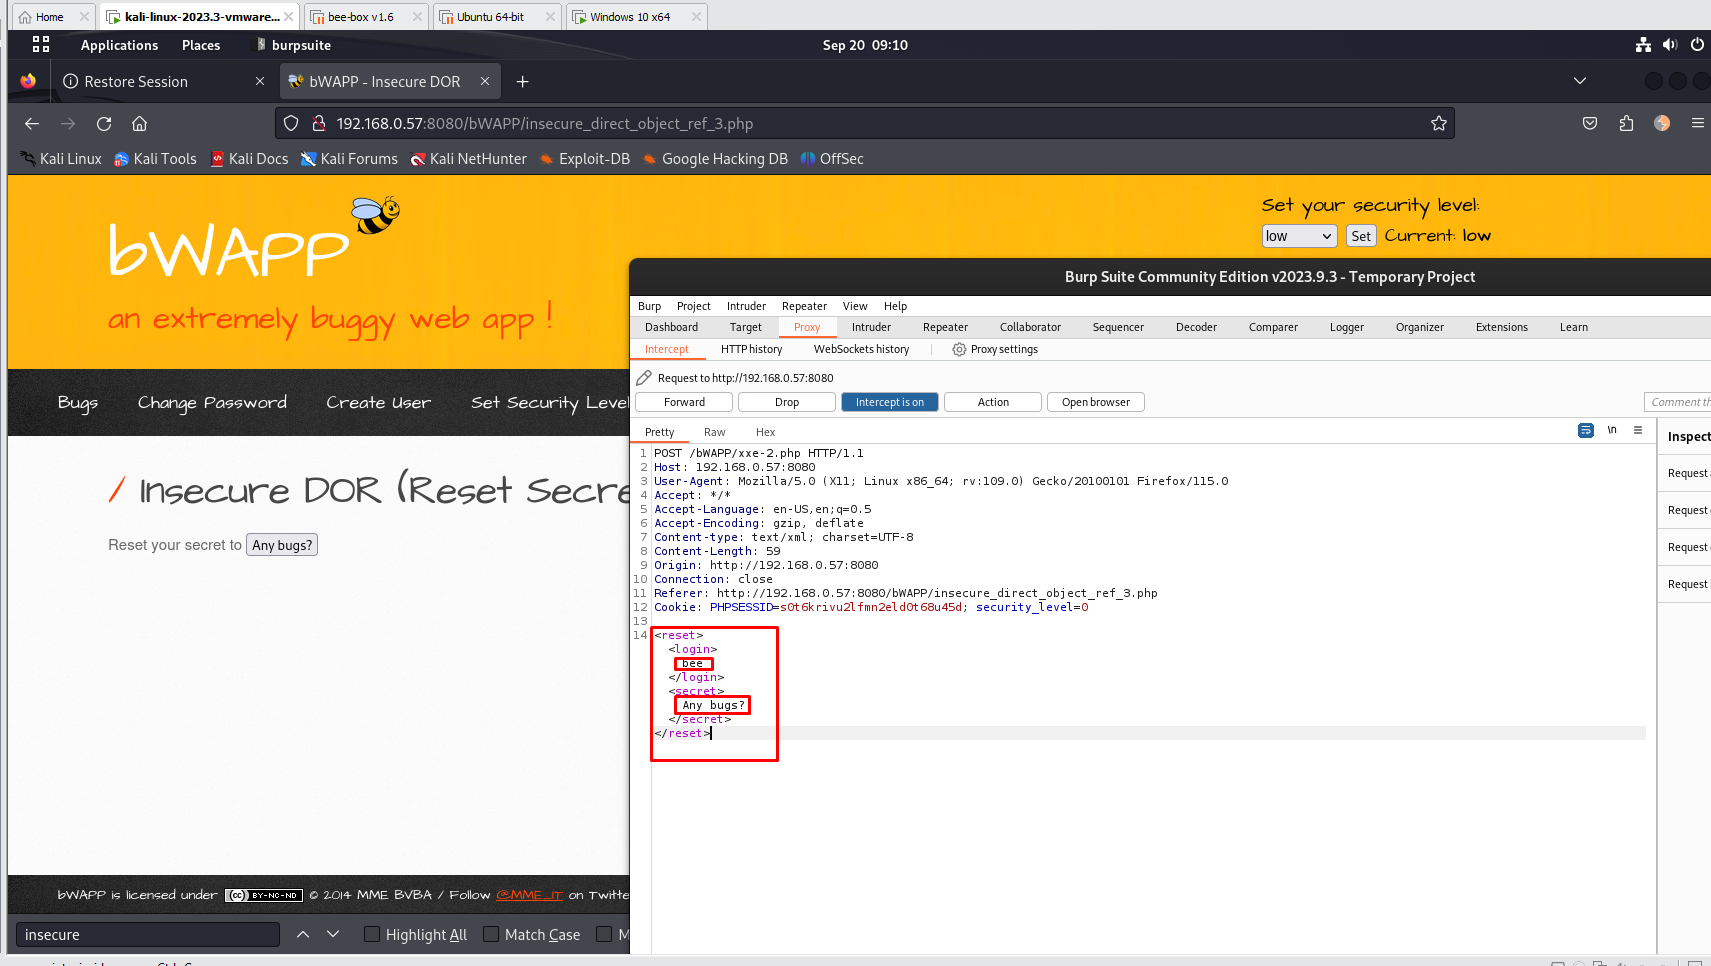 Home
kali-linux-2023.3-vmware...
bee-box v1.6
Ubuntu 64-bit
Windows 10 x64
Applications
Places
burpsuite
Sep 20 09:10
Restore Session
bWAPP - Insecure DOR
192.168.0.57:8080/bWAPP/insecure_direct_object_ref_3.php
Kali Linux
Kali Tools
Kali Docs
Kali Forums
Kali NetHunter
Exploit-DB
Google Hacking DB
OffSec
bWAPP
an extremely buggy web app !
Set your security level:
low
Set
Current: low
Bugs
Change Password
Create User
Set Security Level
/ Insecure DOR (Reset Secre
Reset your secret to Any bugs?
bWAPP is licensed under
(cc) BY-NC-ND
© 2014 MME BVBA / Follow @MME_IT on Twitte
insecure
Highlight All
Match Case
M
Burp Suite Community Edition v2023.9.3 - Temporary Project
Burp
Project
Intruder
Repeater
View
Help
Dashboard
Target
Proxy
Intruder
Repeater
Collaborator
Sequencer
Decoder
Comparer
Logger
Organizer
Extensions
Learn
Intercept
HTTP history
WebSockets history
Proxy settings
Request to http://192.168.0.57:8080
Forward
Drop
Intercept is on
Action
Open browser
Comment th
Pretty
Raw
Hex
\n
Inspect
Request
Request
Request
Request
1 POST /bWAPP/xxe-2.php HTTP/1.1
2 Host: 192.168.0.57:8080
3 User-Agent: Mozilla/5.0 (X11; Linux x86_64; rv:109.0) Gecko/20100101 Firefox/115.0
4 Accept: */*
5 Accept-Language: en-US,en;q=0.5
6 Accept-Encoding: gzip, deflate
7 Content-type: text/xml; charset=UTF-8
8 Content-Length: 59
9 Origin: http://192.168.0.57:8080
10 Connection: close
11 Referer: http://192.168.0.57:8080/bWAPP/insecure_direct_object_ref_3.php
12 Cookie: PHPSESSID=s0t6krivu2lfmn2eld0t68u45d; security_level=0
13
14 <reset>
<login>
bee
</login>
<secret>
Any bugs?
</secret>
</reset>